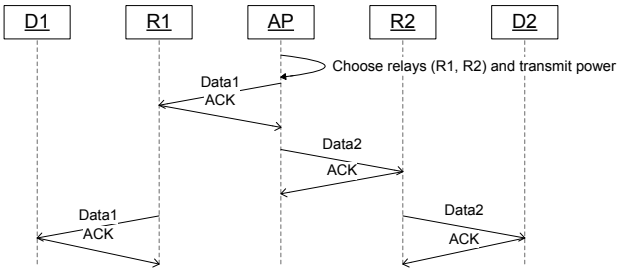 D1 R1 AP R2 D2
Choose relays (R1, R2) and transmit power
Data1
ACK
Data2
ACK
Data1 Data2
ACK ACK